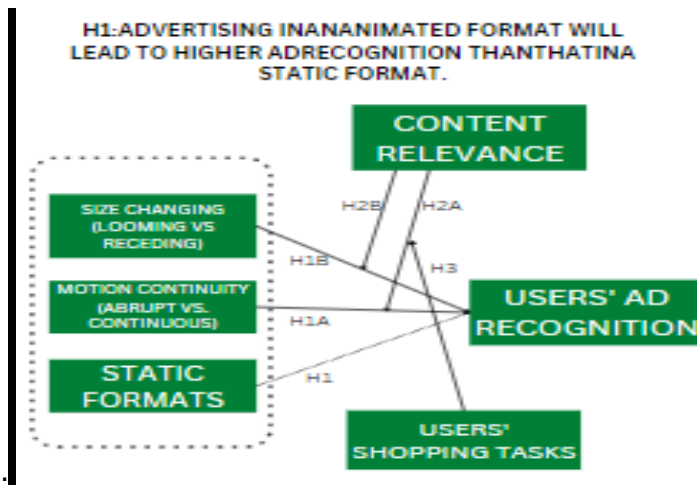 H1:ADVERTISING INANANIMATED FORMAT WILL
LEAD TO HIGHER ADRECOGNITION THANTHATINA
STATIC FORMAT.
CONTENT
RELEVANCE
SIZE CHANGING
(LOOMING VS
RECEDING)
H2B
H2A
H1B
H3
MOTION CONTINUITY
(ABRUPT VS.
CONTINUOUS)
H1A
USERS' AD
RECOGNITION
STATIC
FORMATS
H1
USERS'
SHOPPING TASKS
.